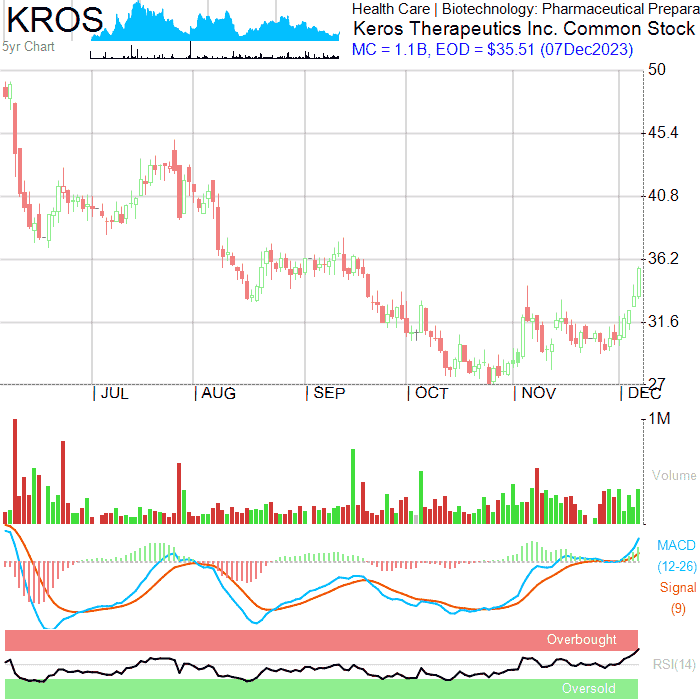 KROS
5yr Chart
Health Care | Biotechnology: Pharmaceutical Prepara
Keros Therapeutics Inc. Common Stock
MC = 1.1B, EOD = $35.51 (07Dec2023)
50
45.4
40.8
36.2
31.6
27
| JUL | AUG | SEP | OCT | NOV | DEC
1M
Volume
MACD
(12-26)
Signal
(9)
Overbought
RSI(14)
Oversold